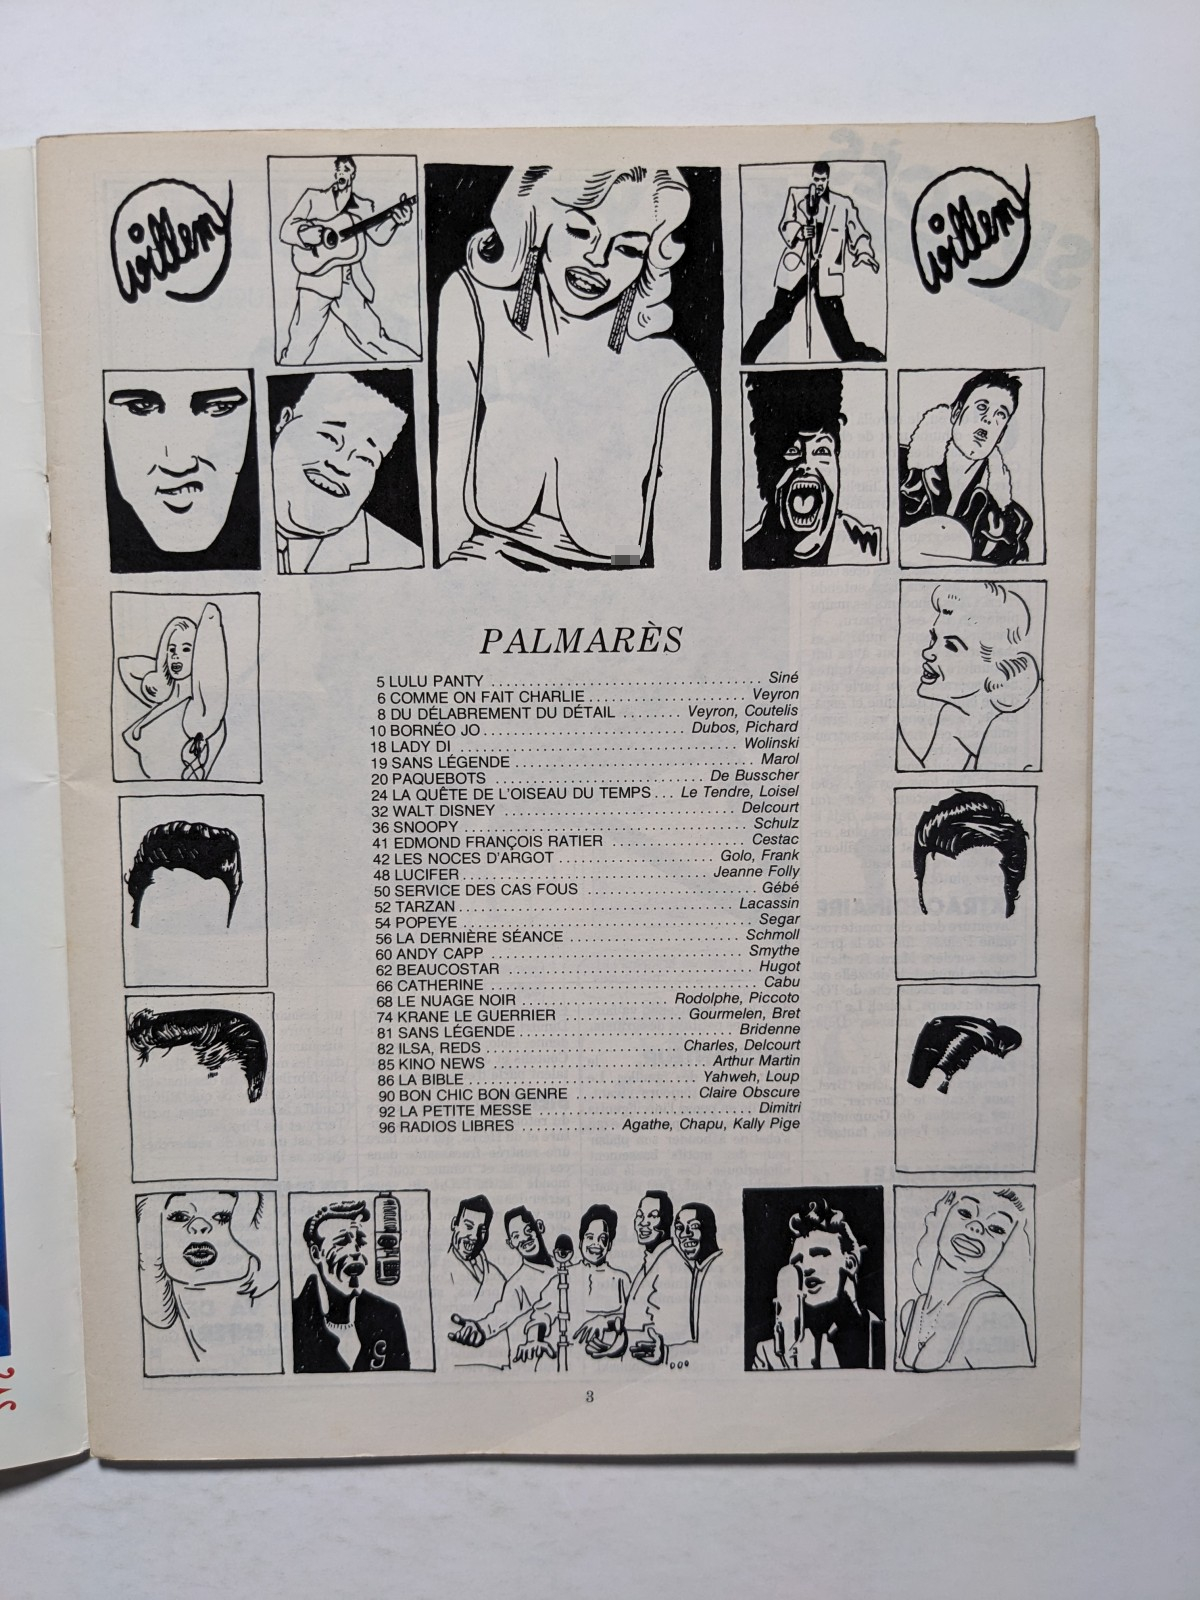 willem
willem
PALMARÈS
5 LULU PANTY ........ Siné
6 COMME ON FAIT CHARLIE ........ Veyron
8 DU DÉLABREMENT DU DÉTAIL ........ Veyron, Coutelis
10 BORNÉO JO ........ Dubos, Pichard
18 LADY DI ........ Wolinski
19 SANS LÉGENDE ........ Marol
20 PAQUEBOTS ........ De Busscher
24 LA QUÊTE DE L'OISEAU DU TEMPS ... Le Tendre, Loisel
32 WALT DISNEY ........ Delcourt
36 SNOOPY ........ Schulz
41 EDMOND FRANÇOIS RATIER ........ Cestac
42 LES NOCES D'ARGOT ........ Golo, Frank
48 LUCIFER ........ Jeanne Folly
50 SERVICE DES CAS FOUS ........ Gébé
52 TARZAN ........ Lacassin
54 POPEYE ........ Segar
56 LA DERNIÈRE SÉANCE ........ Schmoll
60 ANDY CAPP ........ Smythe
62 BEAUCOSTAR ........ Hugot
66 CATHERINE ........ Cabu
68 LE NUAGE NOIR ........ Rodolphe, Piccoto
74 KRANE LE GUERRIER ........ Gourmelen, Bret
81 SANS LÉGENDE ........ Bridenne
82 ILSA, REDS ........ Charles, Delcourt
85 KINO NEWS ........ Arthur Martin
86 LA BIBLE ........ Yahweh, Loup
90 BON CHIC BON GENRE ........ Claire Obscure
92 LA PETITE MESSE ........ Dimitri
96 RADIOS LIBRES ........ Agathe, Chapu, Kally Pige
G
3